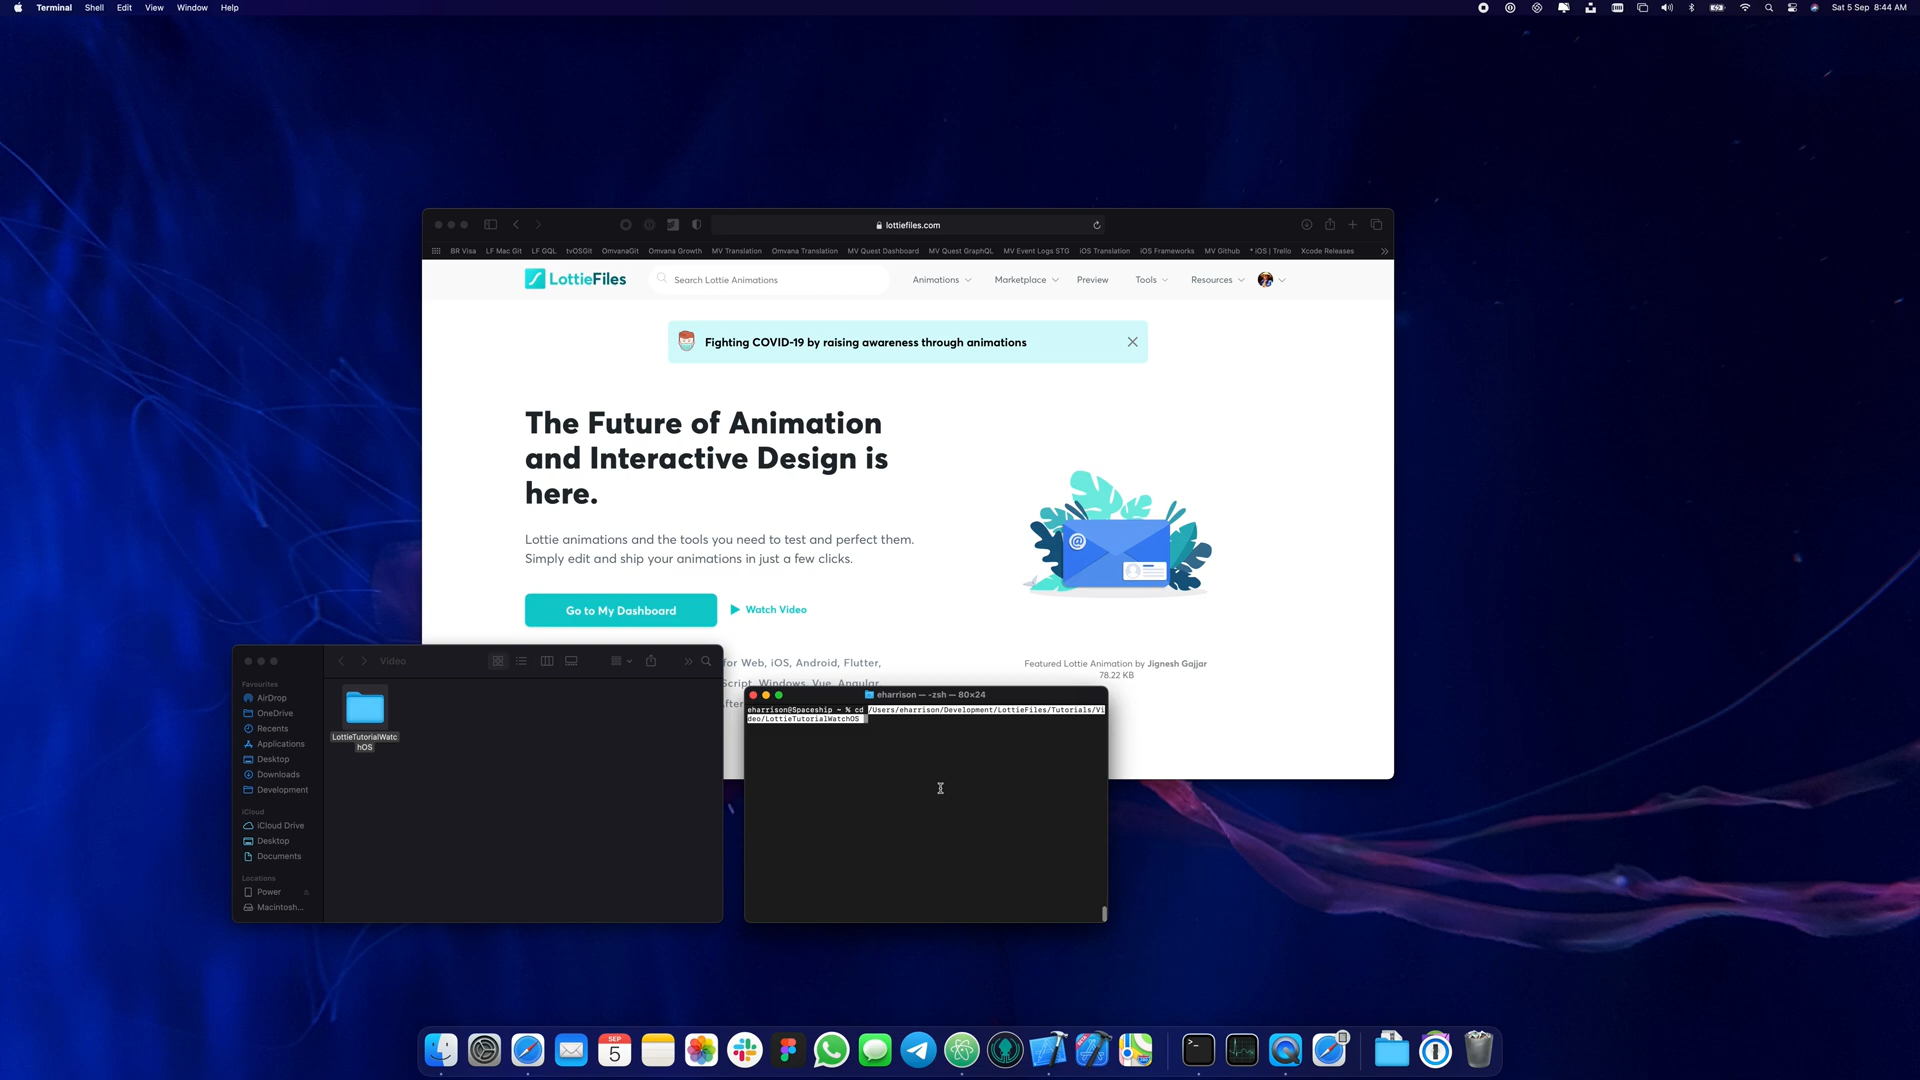 Terminal Shell Edit View Window Help
Sat 5 Sep 8:44 AM
lottiefiles.com
BR Visa LF Mac Git LF GQL tvOSGit OmvanaGit Omvana Growth MV Translation Omvana Translation MV Quest Dashboard MV Quest GraphQL MV Event Logs STG iOS Translation iOS Frameworks MV Github * iOS | Trello Xcode Releases
LottieFiles
Search Lottie Animations
Animations Marketplace Preview Tools Resources
Fighting COVID-19 by raising awareness through animations
The Future of Animation
and Interactive Design is
here.
Lottie animations and the tools you need to test and perfect them.
Simply edit and ship your animations in just a few clicks.
Go to My Dashboard
Watch Video
for Web, iOS, Android, Flutter,
Script, Windows, Vue, Angular,
Featured Lottie Animation by Jignesh Gajjar
78.22 KB
Video
Favourites
AirDrop
OneDrive
Recents
Applications
Desktop
Downloads
Development
iCloud
iCloud Drive
Desktop
Documents
Locations
Power
Macintosh...
LottieTutorialWatc
hOS
eharrison — -zsh — 80×24
eharrison@Spaceship ~ % cd /Users/eharrison/Development/LottieFiles/Tutorials/Vi
deo/LottieTutorialWatchOS
SEP
5